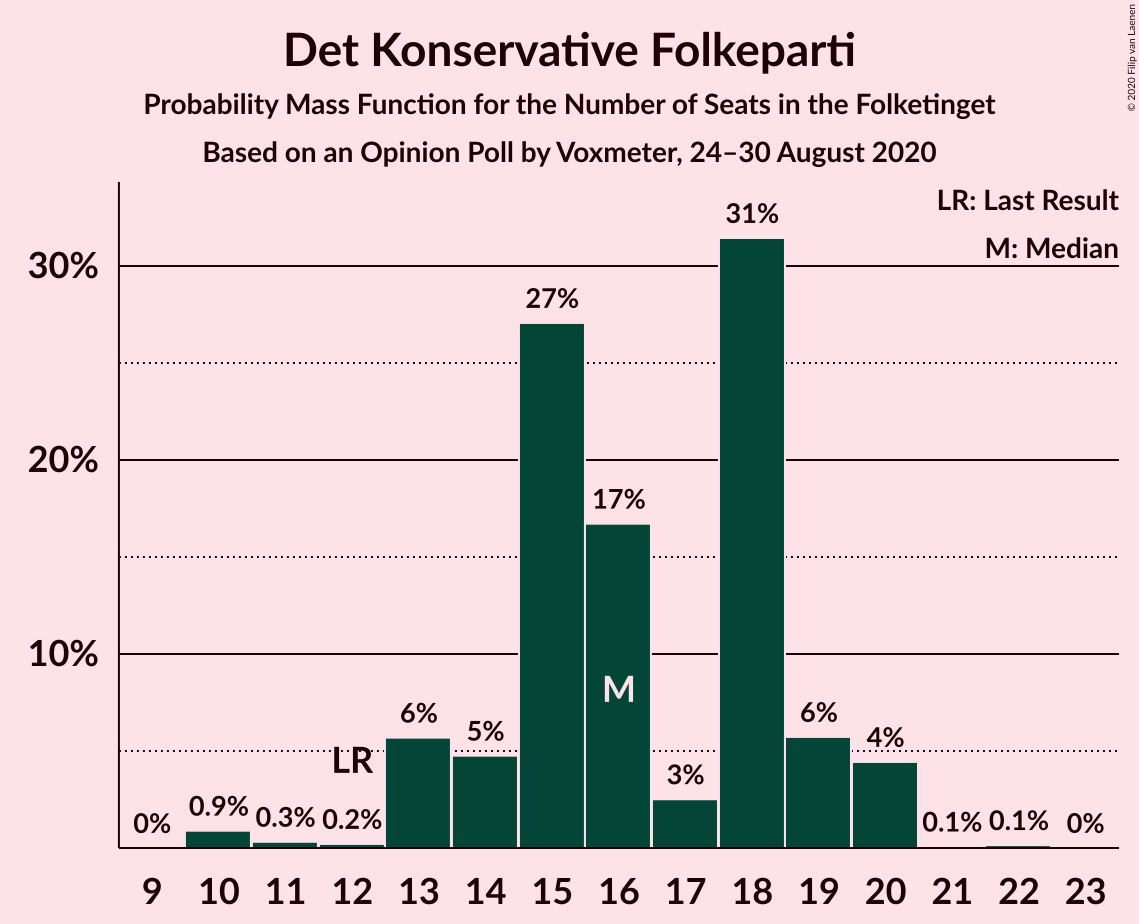 Det Konservative Folkeparti
Probability Mass Function for the Number of Seats in the Folketinget
Based on an Opinion Poll by Voxmeter, 24–30 August 2020
© 2020 Filip van Laenen
LR: Last Result
M: Median
30%
20%
10%
0%
0.9%
0.3%
0.2%
LR
6%
5%
27%
17%
M
3%
31%
6%
4%
0.1%
0.1%
0%
9 10 11 12 13 14 15 16 17 18 19 20 21 22 23